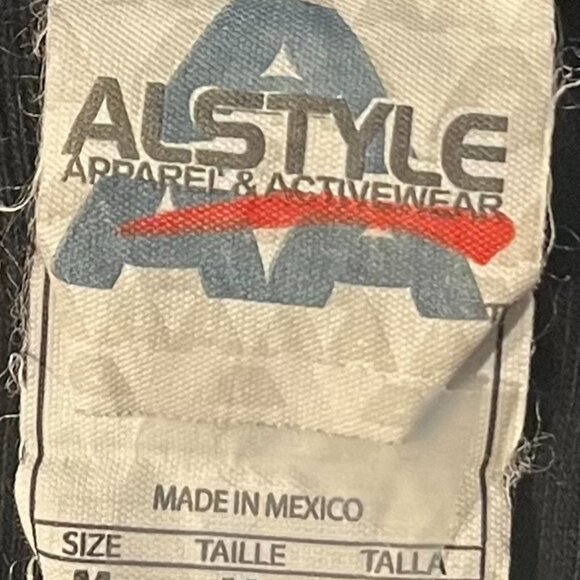 ALSTYLE
APPAREL & ACTIVEWEAR
MADE IN MEXICO
SIZE TAILLE TALLA